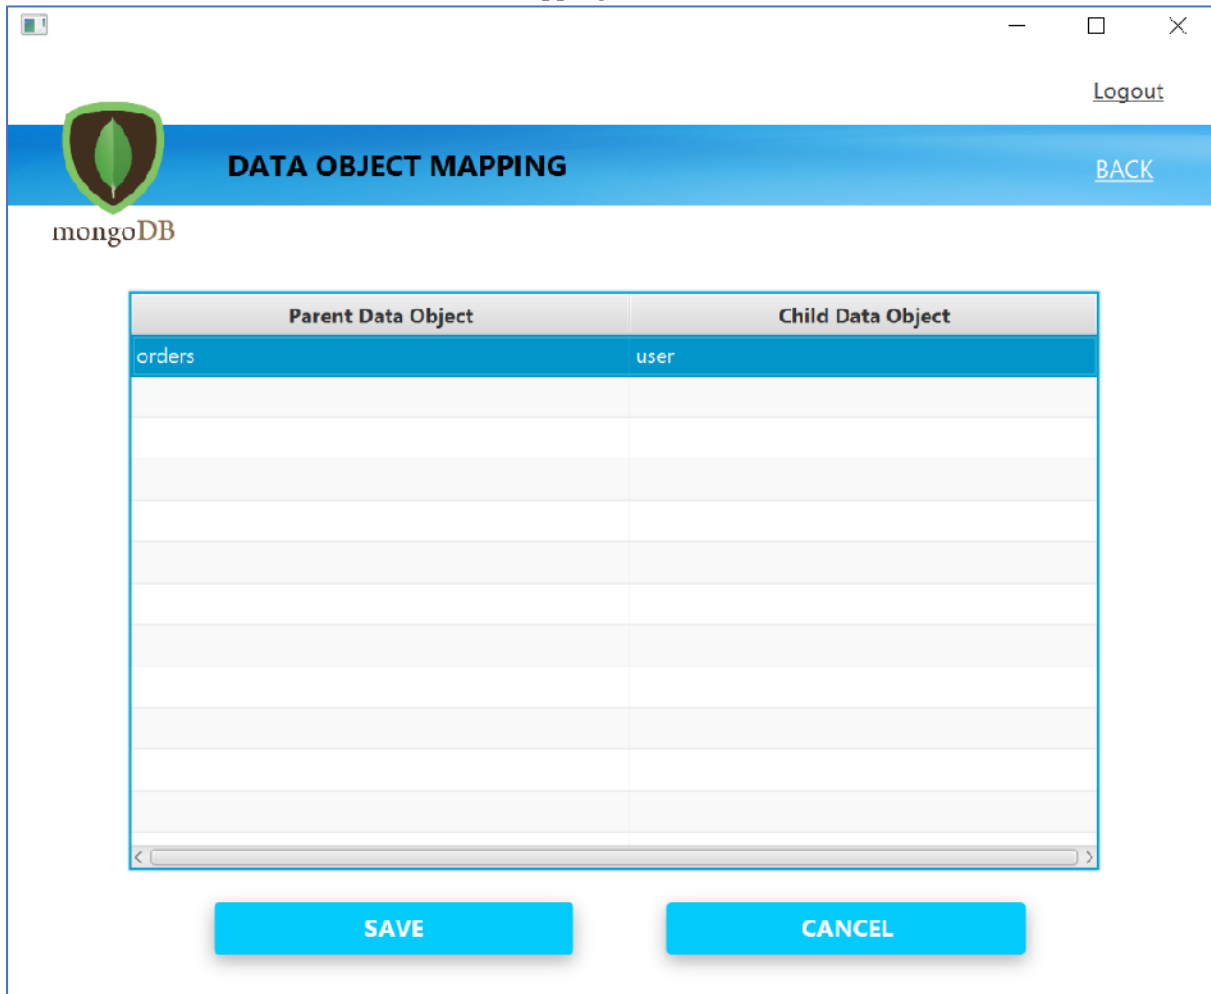 Logout
DATA OBJECT MAPPING
BACK
mongoDB
Parent Data Object Child Data Object
orders user
SAVE CANCEL